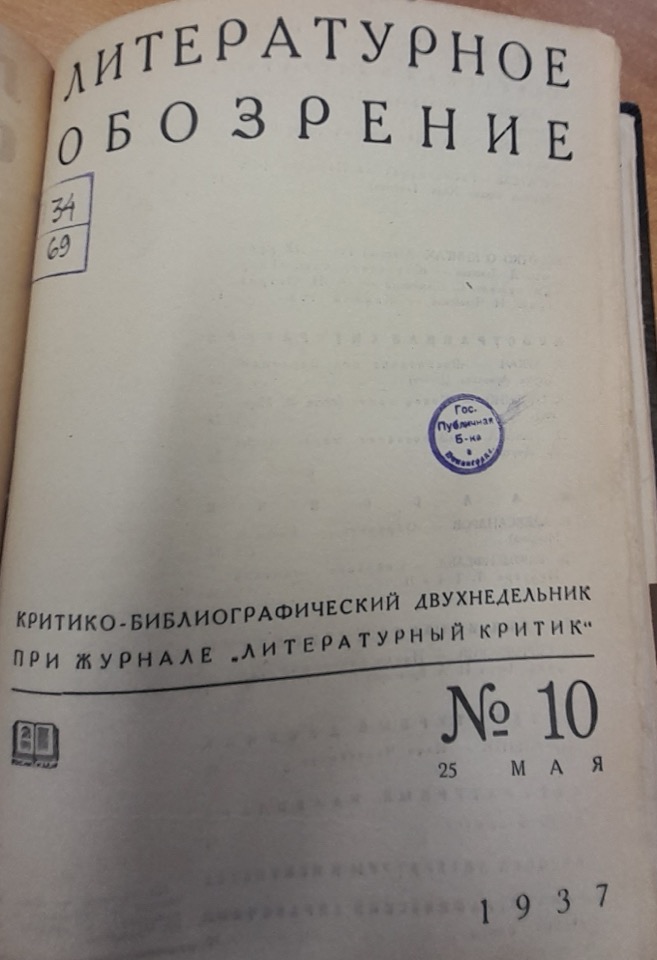 ЛИТЕРАТУРНОЕ
ОБОЗРЕНИЕ
34
69
Гос.
Публичная
Б-ка
в
Ленинграде
КРИТИКО-БИБЛИОГРАФИЧЕСКИЙ ДВУХНЕДЕЛЬНИК
ПРИ ЖУРНАЛЕ „ЛИТЕРАТУРНЫЙ КРИТИК“
№ 10
25 МАЯ
1937